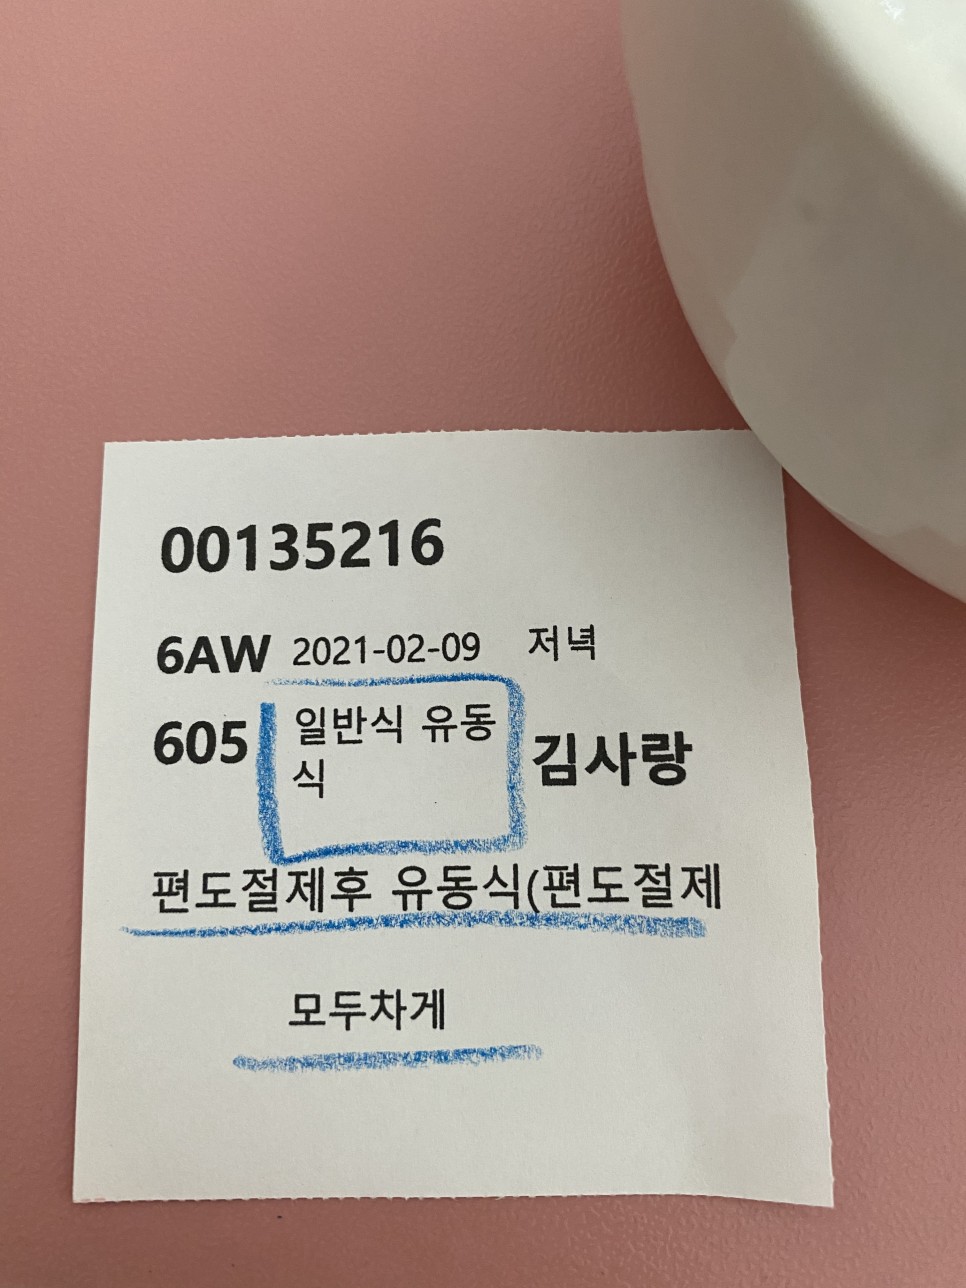 00135216
6AW 2021-02-09 저녁
605 일반식 유동식 김사랑
편도절제후 유동식(편도절제
모두차게